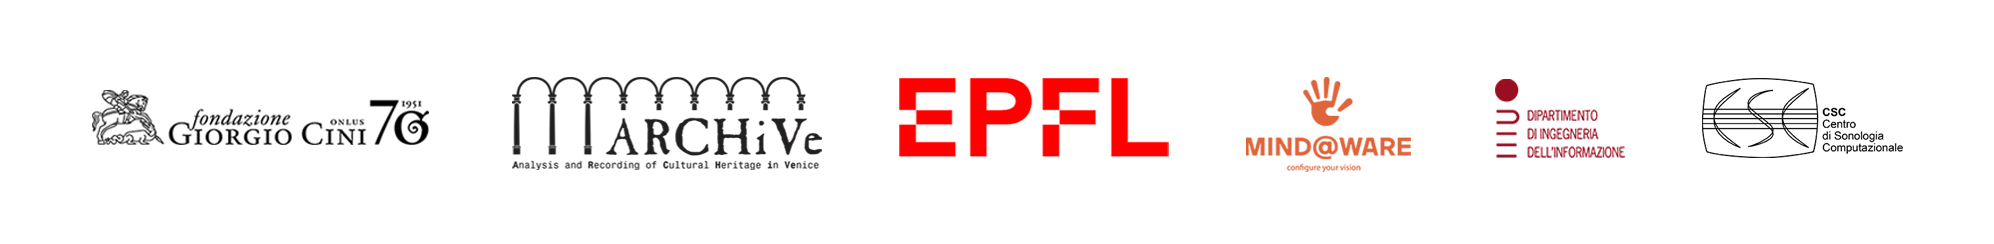 fondazione
GIORGIO CINI
ONLUS
1951
70
ARCHiVe
Analysis and Recording of Cultural Heritage in Venice
EPFL
MIND@WARE
configure your vision
DIPARTIMENTO
DI INGEGNERIA
DELL'INFORMAZIONE
CSC
CSC
Centro
di Sonologia
Computazionale